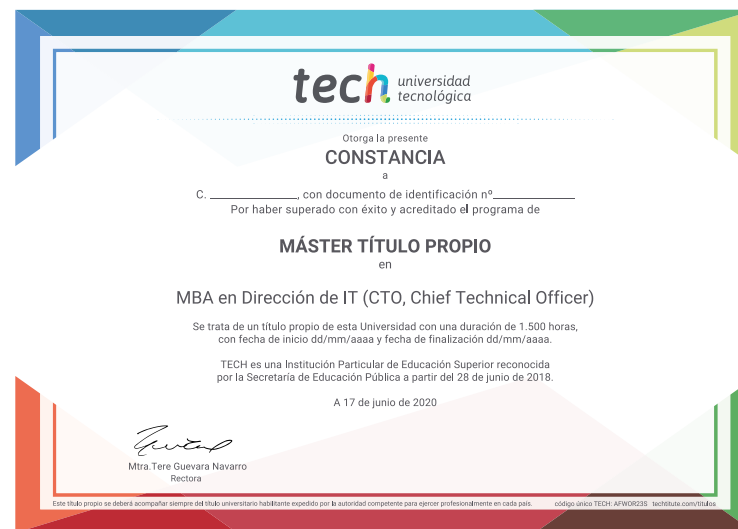 tech universidad
tecnológica
Otorga la presente
CONSTANCIA
a
C. ______________, con documento de identificación nº______________
Por haber superado con éxito y acreditado el programa de
MÁSTER TÍTULO PROPIO
en
MBA en Dirección de IT (CTO, Chief Technical Officer)
Se trata de un título propio de esta Universidad con una duración de 1.500 horas,
con fecha de inicio dd/mm/aaaa y fecha de finalización dd/mm/aaaa.
TECH es una Institución Particular de Educación Superior reconocida
por la Secretaría de Educación Pública a partir del 28 de junio de 2018.
A 17 de junio de 2020
Mtra.Tere Guevara Navarro
Rectora
Este título propio se deberá acompañar siempre del título universitario habilitante expedido por la autoridad competente para ejercer profesionalmente en cada país. código único TECH: AFWOR23S techtitute.com/títulos